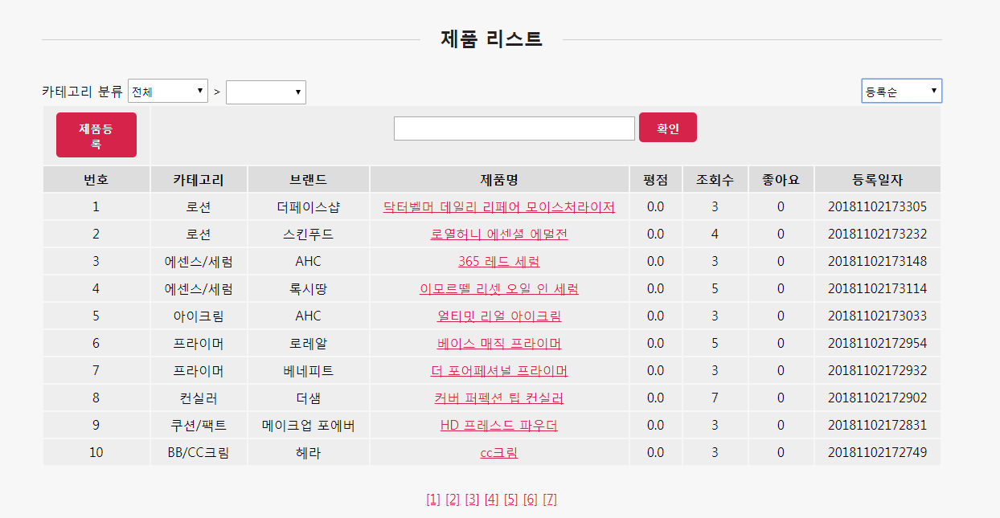 제품 리스트
카테고리 분류 전체 > 등록순
제품등
록
확인
번호 카테고리 브랜드 제품명 평점 조회수 좋아요 등록일자
1 로션 더페이스샵 닥터벨머 데일리 리페어 모이스처라이저 0.0 3 0 20181102173305
2 로션 스킨푸드 로열허니 에센셜 에멀전 0.0 4 0 20181102173232
3 에센스/세럼 AHC 365 레드 세럼 0.0 3 0 20181102173148
4 에센스/세럼 록시땅 이모르뗄 리셋 오일 인 세럼 0.0 5 0 20181102173114
5 아이크림 AHC 얼티밋 리얼 아이크림 0.0 3 0 20181102173033
6 프라이머 로레알 베이스 매직 프라이머 0.0 5 0 20181102172954
7 프라이머 베네피트 더 포어페셔널 프라이머 0.0 3 0 20181102172932
8 컨실러 더샘 커버 퍼펙션 팁 컨실러 0.0 7 0 20181102172902
9 쿠션/팩트 메이크업 포에버 HD 프레스드 파우더 0.0 3 0 20181102172831
10 BB/CC크림 헤라 cc크림 0.0 3 0 20181102172749
[1] [2] [3] [4] [5] [6] [7]